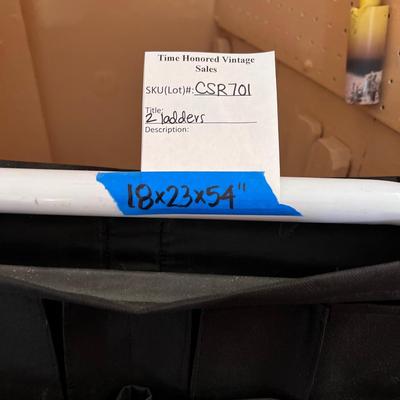 Time Honored Vintage
Sales
SKU(Lot)#: CSR701
Title:
2 ladders
Description:
18x23x54"